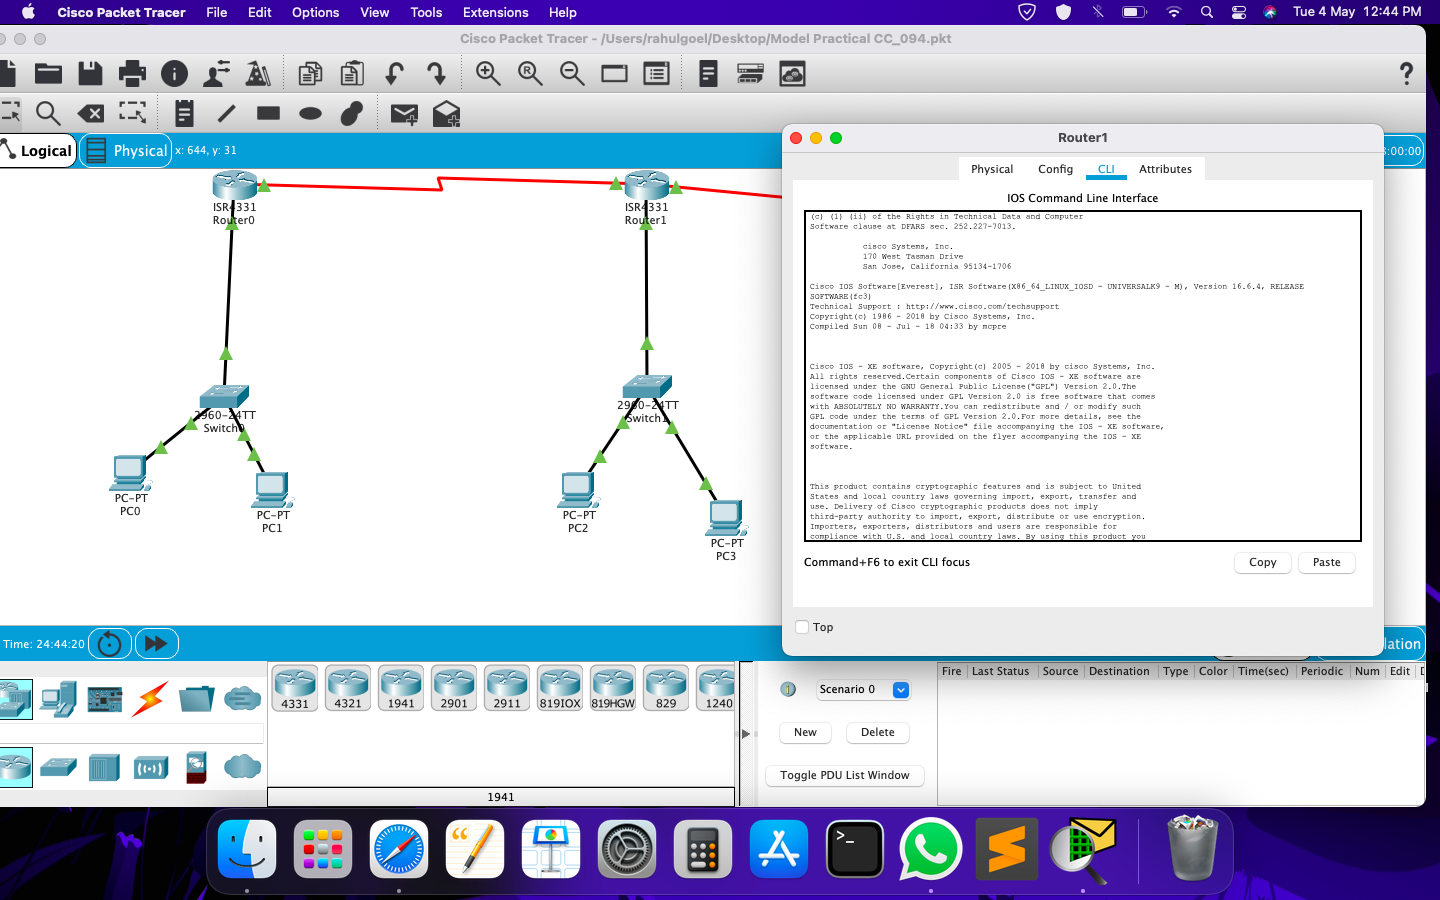 Cisco Packet Tracer File Edit Options View Tools Extensions Help Tue 4 May 12:44 PM
Cisco Packet Tracer - /Users/rahulgoel/Desktop/Model Practical CC_094.pkt
R
?
Logical Physical x: 644, y: 31
:00:00
ISR4331
Router0
ISR4331
Router1
2960-24TT
Switch0
2960-24TT
Switch1
PC-PT
PC0
PC-PT
PC1
PC-PT
PC2
PC-PT
PC3
Router1
Physical Config CLI Attributes
IOS Command Line Interface
(c) (1) (ii) of the Rights in Technical Data and Computer
Software clause at DFARS sec. 252.227-7013.
cisco Systems, Inc.
170 West Tasman Drive
San Jose, California 95134-1706
Cisco IOS Software[Everest], ISR Software(X86_64_LINUX_IOSD - UNIVERSALK9 - M), Version 16.6.4, RELEASE
SOFTWARE(fc3)
Technical Support : http://www.cisco.com/techsupport
Copyright(c) 1986 - 2018 by Cisco Systems, Inc.
Compiled Sun 08 - Jul - 18 04:33 by mcpre
Cisco IOS - XE software, Copyright(c) 2005 - 2018 by cisco Systems, Inc.
All rights reserved.Certain components of Cisco IOS - XE software are
licensed under the GNU General Public License("GPL") Version 2.0.The
software code licensed under GPL Version 2.0 is free software that comes
with ABSOLUTELY NO WARRANTY.You can redistribute and / or modify such
GPL code under the terms of GPL Version 2.0.For more details, see the
documentation or "License Notice" file accompanying the IOS - XE software,
or the applicable URL provided on the flyer accompanying the IOS - XE
software.
This product contains cryptographic features and is subject to United
States and local country laws governing import, export, transfer and
use. Delivery of Cisco cryptographic products does not imply
third-party authority to import, export, distribute or use encryption.
Importers, exporters, distributors and users are responsible for
compliance with U.S. and local country laws. By using this product you
Command+F6 to exit CLI focus
Copy Paste
Top
Time: 24:44:20
lation
4331 4321 1941 2901 2911 819IOX 819HGW 829 1240
1941
Scenario 0
New Delete
Toggle PDU List Window
Fire Last Status Source Destination Type Color Time(sec) Periodic Num Edit
>_